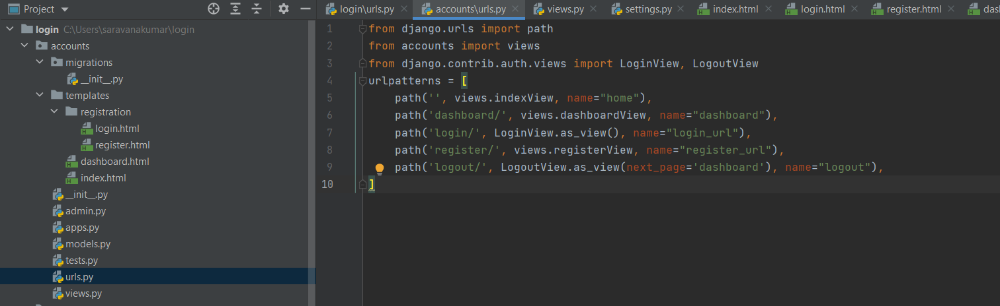 Project
login C:\Users\saravanakumar\login
accounts
migrations
__init__.py
templates
registration
login.html
register.html
dashboard.html
index.html
__init__.py
admin.py
apps.py
models.py
tests.py
urls.py
views.py
login\urls.py accounts\urls.py views.py settings.py index.html login.html register.html
1 from django.urls import path
2 from accounts import views
3 from django.contrib.auth.views import LoginView, LogoutView
4 urlpatterns = [
5 path('', views.indexView, name="home"),
6 path('dashboard/', views.dashboardView, name="dashboard"),
7 path('login/', LoginView.as_view(), name="login_url"),
8 path('register/', views.registerView, name="register_url"),
9 path('logout/', LogoutView.as_view(next_page='dashboard'), name="logout"),
10 ]